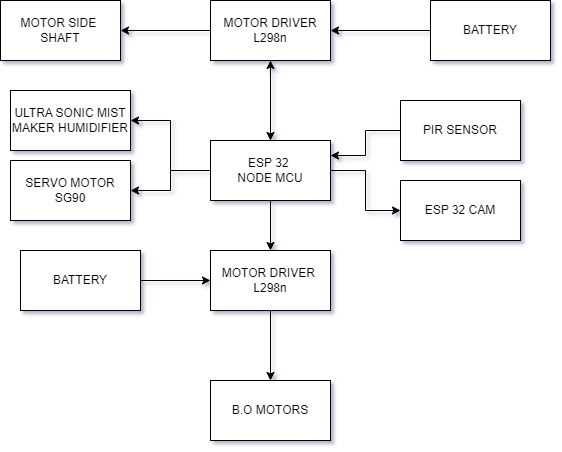 MOTOR SIDE
SHAFT
MOTOR DRIVER
L298n
BATTERY
ULTRA SONIC MIST
MAKER HUMIDIFIER
PIR SENSOR
ESP 32
NODE MCU
SERVO MOTOR
SG90
ESP 32 CAM
BATTERY
MOTOR DRIVER
L298n
B.O MOTORS